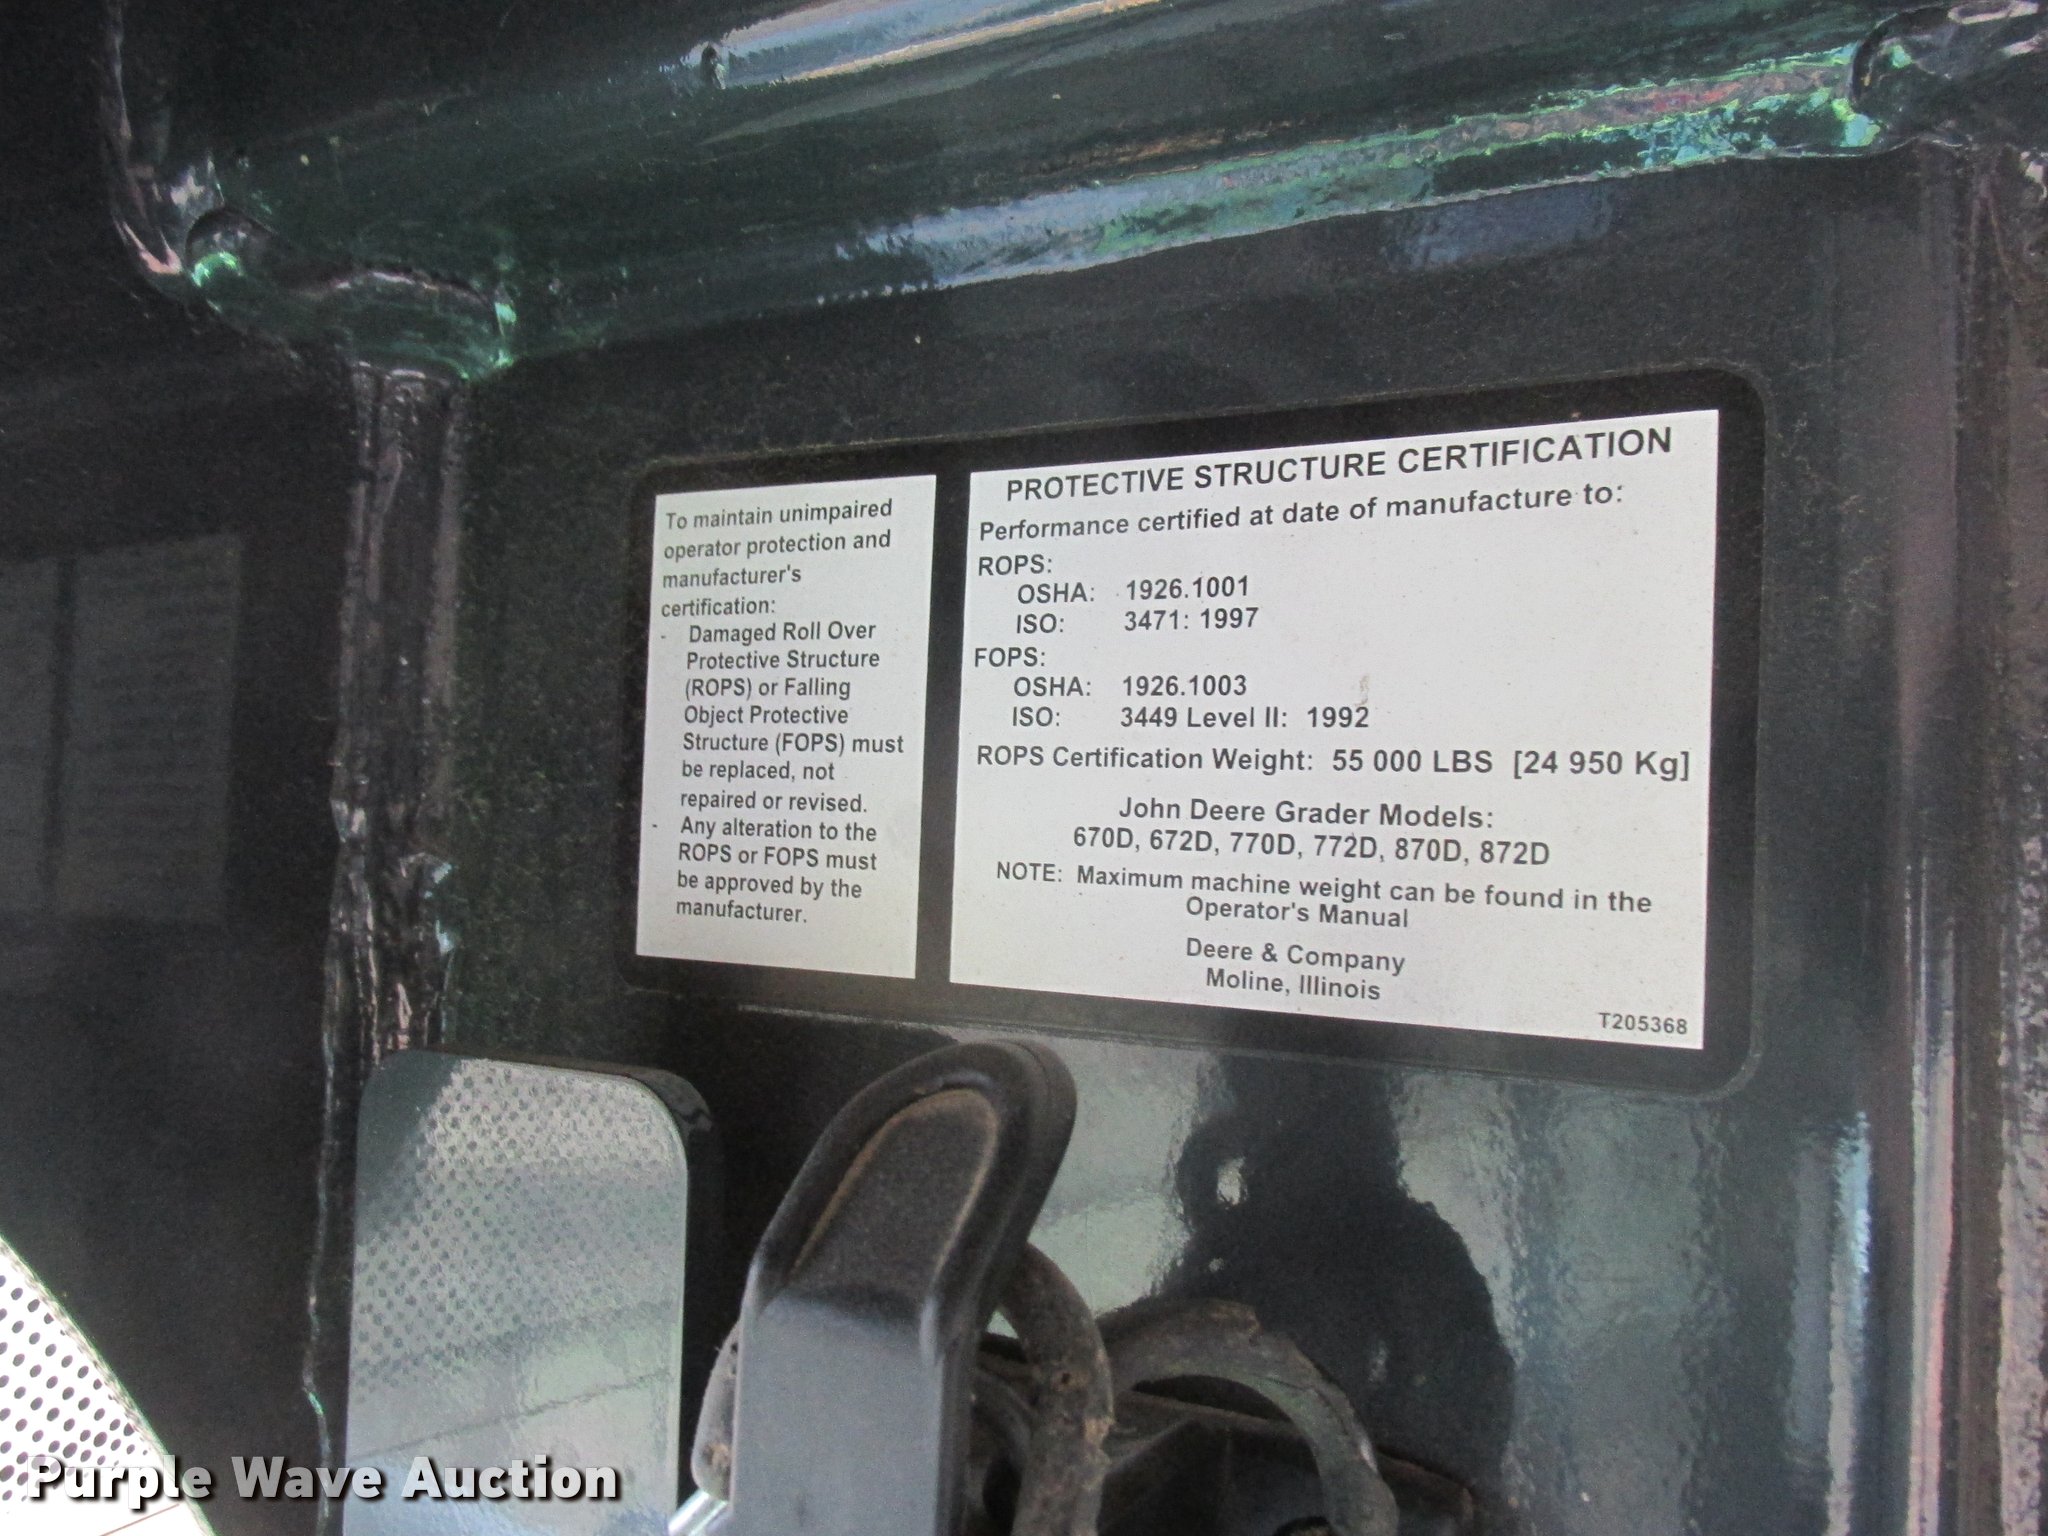 To maintain unimpaired
operator protection and
manufacturer's
certification:
- Damaged Roll Over
Protective Structure
(ROPS) or Falling
Object Protective
Structure (FOPS) must
be replaced, not
repaired or revised.
- Any alteration to the
ROPS or FOPS must
be approved by the
manufacturer.
PROTECTIVE STRUCTURE CERTIFICATION
Performance certified at date of manufacture to:
ROPS:
OSHA: 1926.1001
ISO: 3471: 1997
FOPS:
OSHA: 1926.1003
ISO: 3449 Level II: 1992
ROPS Certification Weight: 55 000 LBS [24 950 Kg]
John Deere Grader Models:
670D, 672D, 770D, 772D, 870D, 872D
NOTE: Maximum machine weight can be found in the
Operator's Manual
Deere & Company
Moline, Illinois
T205368
Purple Wave Auction